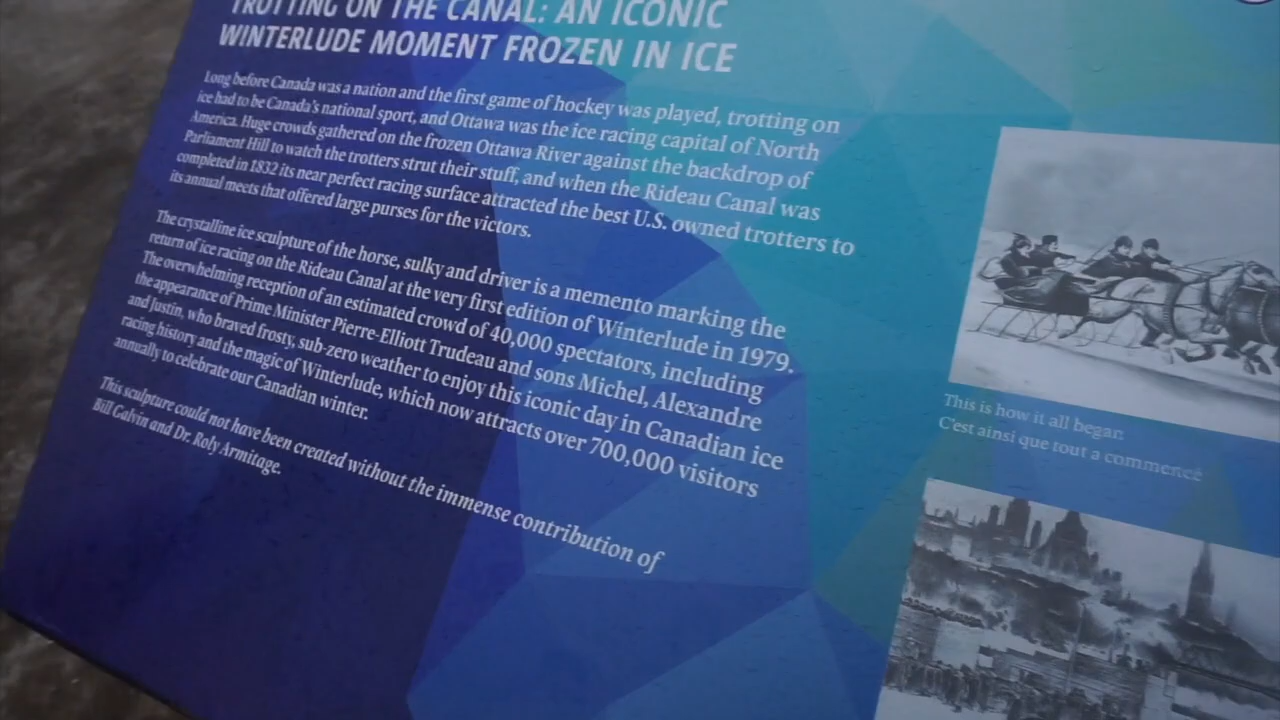 TROTTING ON THE CANAL: AN ICONIC
WINTERLUDE MOMENT FROZEN IN ICE
Long before Canada was a nation and the first game of hockey was played, trotting on
ice had to be Canada's national sport, and Ottawa was the ice racing capital of North
America. Huge crowds gathered on the frozen Ottawa River against the backdrop of
Parliament Hill to watch the trotters strut their stuff, and when the Rideau Canal was
completed in 1832 its near perfect racing surface attracted the best U.S. owned trotters to
its annual meets that offered large purses for the victors.
The crystalline ice sculpture of the horse, sulky and driver is a memento marking the
return of ice racing on the Rideau Canal at the very first edition of Winterlude in 1979.
The overwhelming reception of an estimated crowd of 40,000 spectators, including
the appearance of Prime Minister Pierre-Elliott Trudeau and sons Michel, Alexandre
and Justin, who braved frosty, sub-zero weather to enjoy this iconic day in Canadian ice
racing history and the magic of Winterlude, which now attracts over 700,000 visitors
annually to celebrate our Canadian winter.
This sculpture could not have been created without the immense contribution of
Bill Galvin and Dr. Roly Armitage.
This is how it all began.
C'est ainsi que tout a commencé